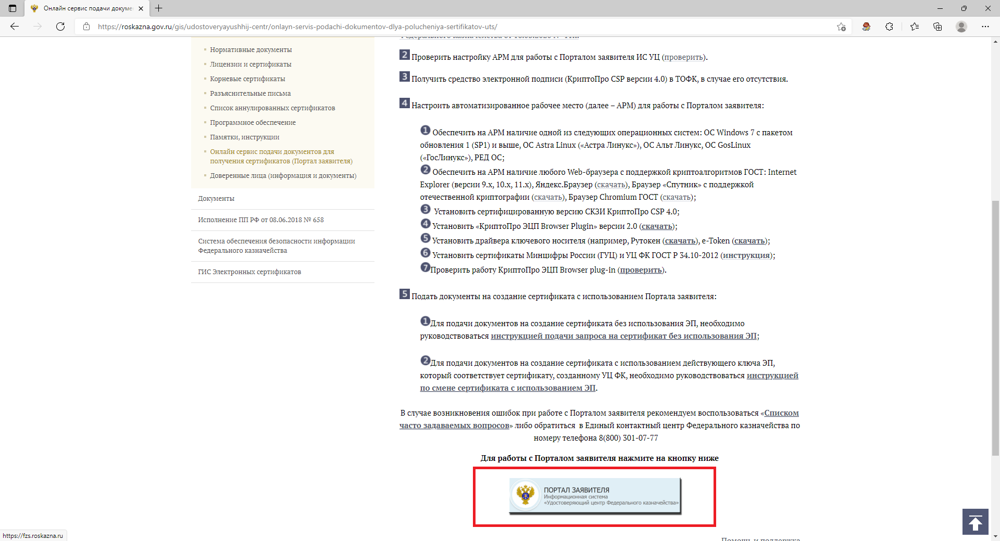 Онлайн сервис подачи докуме
https://roskazna.gov.ru/gis/udostoveryayushhij-centr/onlayn-servis-podachi-dokumentov-dlya-polucheniya-sertifikatov-uts/
Нормативные документы
Лицензии и сертификаты
Корневые сертификаты
Разъяснительные письма
Список аннулированных сертификатов
Программное обеспечение
Памятки, инструкции
Онлайн сервис подачи документов для
получения сертификатов (Портал заявителя)
Доверенные лица (информация и документы)
Документы
Исполнение ПП РФ от 08.06.2018 № 658
Система обеспечения безопасности информации
Федерального казначейства
ГИС Электронных сертификатов
2 Проверить настройку АРМ для работы с Порталом заявителя ИС УЦ (проверить).
3 Получить средство электронной подписи (КриптоПро CSP версии 4.0) в ТОФК, в случае его отсутствия.
4 Настроить автоматизированное рабочее место (далее – АРМ) для работы с Порталом заявителя:
1 Обеспечить на АРМ наличие одной из следующих операционных систем: ОС Windows 7 с пакетом
обновления 1 (SP1) и выше, ОС Astra Linux («Астра Линукс»), ОС Альт Линукс, ОС GosLinux
(«ГосЛинукс»), РЕД ОС;
2 Обеспечить на АРМ наличие любого Web-браузера с поддержкой криптоалгоритмов ГОСТ: Internet
Explorer (версии 9.x, 10.x, 11.x), Яндекс.Браузер (скачать), Браузер «Спутник» с поддержкой
отечественной криптографии (скачать), Браузер Chromium ГОСТ (скачать);
3 Установить сертифицированную версию СКЗИ КриптоПро CSP 4.0;
4 Установить «КриптоПро ЭЦП Browser Plugin» версии 2.0 (скачать);
5 Установить драйвера ключевого носителя (например, Рутокен (скачать), e-Token (скачать);
6 Установить сертификаты Минцифры России (ГУЦ) и УЦ ФК ГОСТ Р 34.10-2012 (инструкция);
7 Проверить работу КриптоПро ЭЦП Browser plug-in (проверить).
5 Подать документы на создание сертификата с использованием Портала заявителя:
1 Для подачи документов на создание сертификата без использования ЭП, необходимо
руководствоваться инструкцией подачи запроса на сертификат без использования ЭП;
2 Для подачи документов на создание сертификата с использованием действующего ключа ЭП,
который соответствует сертификату, созданному УЦ ФК, необходимо руководствоваться инструкцией
по смене сертификата с использованием ЭП.
В случае возникновения ошибок при работе с Порталом заявителя рекомендуем воспользоваться «Списком
часто задаваемых вопросов» либо обратиться в Единый контактный центр Федерального казначейства по
номеру телефона 8(800) 301-07-77
Для работы с Порталом заявителя нажмите на кнопку ниже
ПОРТАЛ ЗАЯВИТЕЛЯ
Информационная система
«Удостоверяющий центр Федерального казначейства»
Помощь и поддержка
https://fzs.roskazna.ru